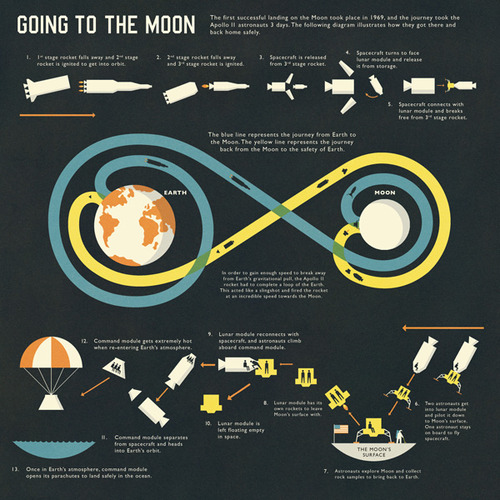 GOING TO THE MOON
The first successful landing on the Moon took place in 1969, and the journey took the
Apollo 11 astronauts 3 days. The following diagram illustrates how they got there and
back home safely.
1. 1st stage rocket falls away and 2nd stage
rocket is ignited to get into orbit.
2. 2nd stage rocket falls away
and 3rd stage rocket is ignited.
3. Spacecraft is released
from 3rd stage rocket.
4. Spacecraft turns to face
lunar module and release
it from storage.
5. Spacecraft connects with
lunar module and breaks
free from 3rd stage rocket.
The blue line represents the journey from Earth to
the Moon. The yellow line represents the journey
back from the Moon to the safety of Earth.
EARTH
MOON
In order to gain enough speed to break away
from Earth's gravitational pull, the Apollo 11
rocket had to complete a loop of the Earth.
This acted like a slingshot and fired the rocket
at an incredible speed towards the Moon.
12. Command module gets extremely hot
when re-entering Earth's atmosphere.
9. Lunar module reconnects with
spacecraft, and astronauts climb
aboard command module.
8. Lunar module has its
own rockets to leave
Moon's surface with.
6. Two astronauts get
into lunar module
and pilot it down
to Moon's surface.
One astronaut stays
on board to fly
spacecraft.
10. Lunar module is
left floating empty
in space.
11. Command module separates
from spacecraft and heads
into Earth's orbit.
THE MOON'S
SURFACE
13. Once in Earth's atmosphere, command module
opens its parachutes to land safely in the ocean.
7. Astronauts explore Moon and collect
rock samples to bring back to Earth.